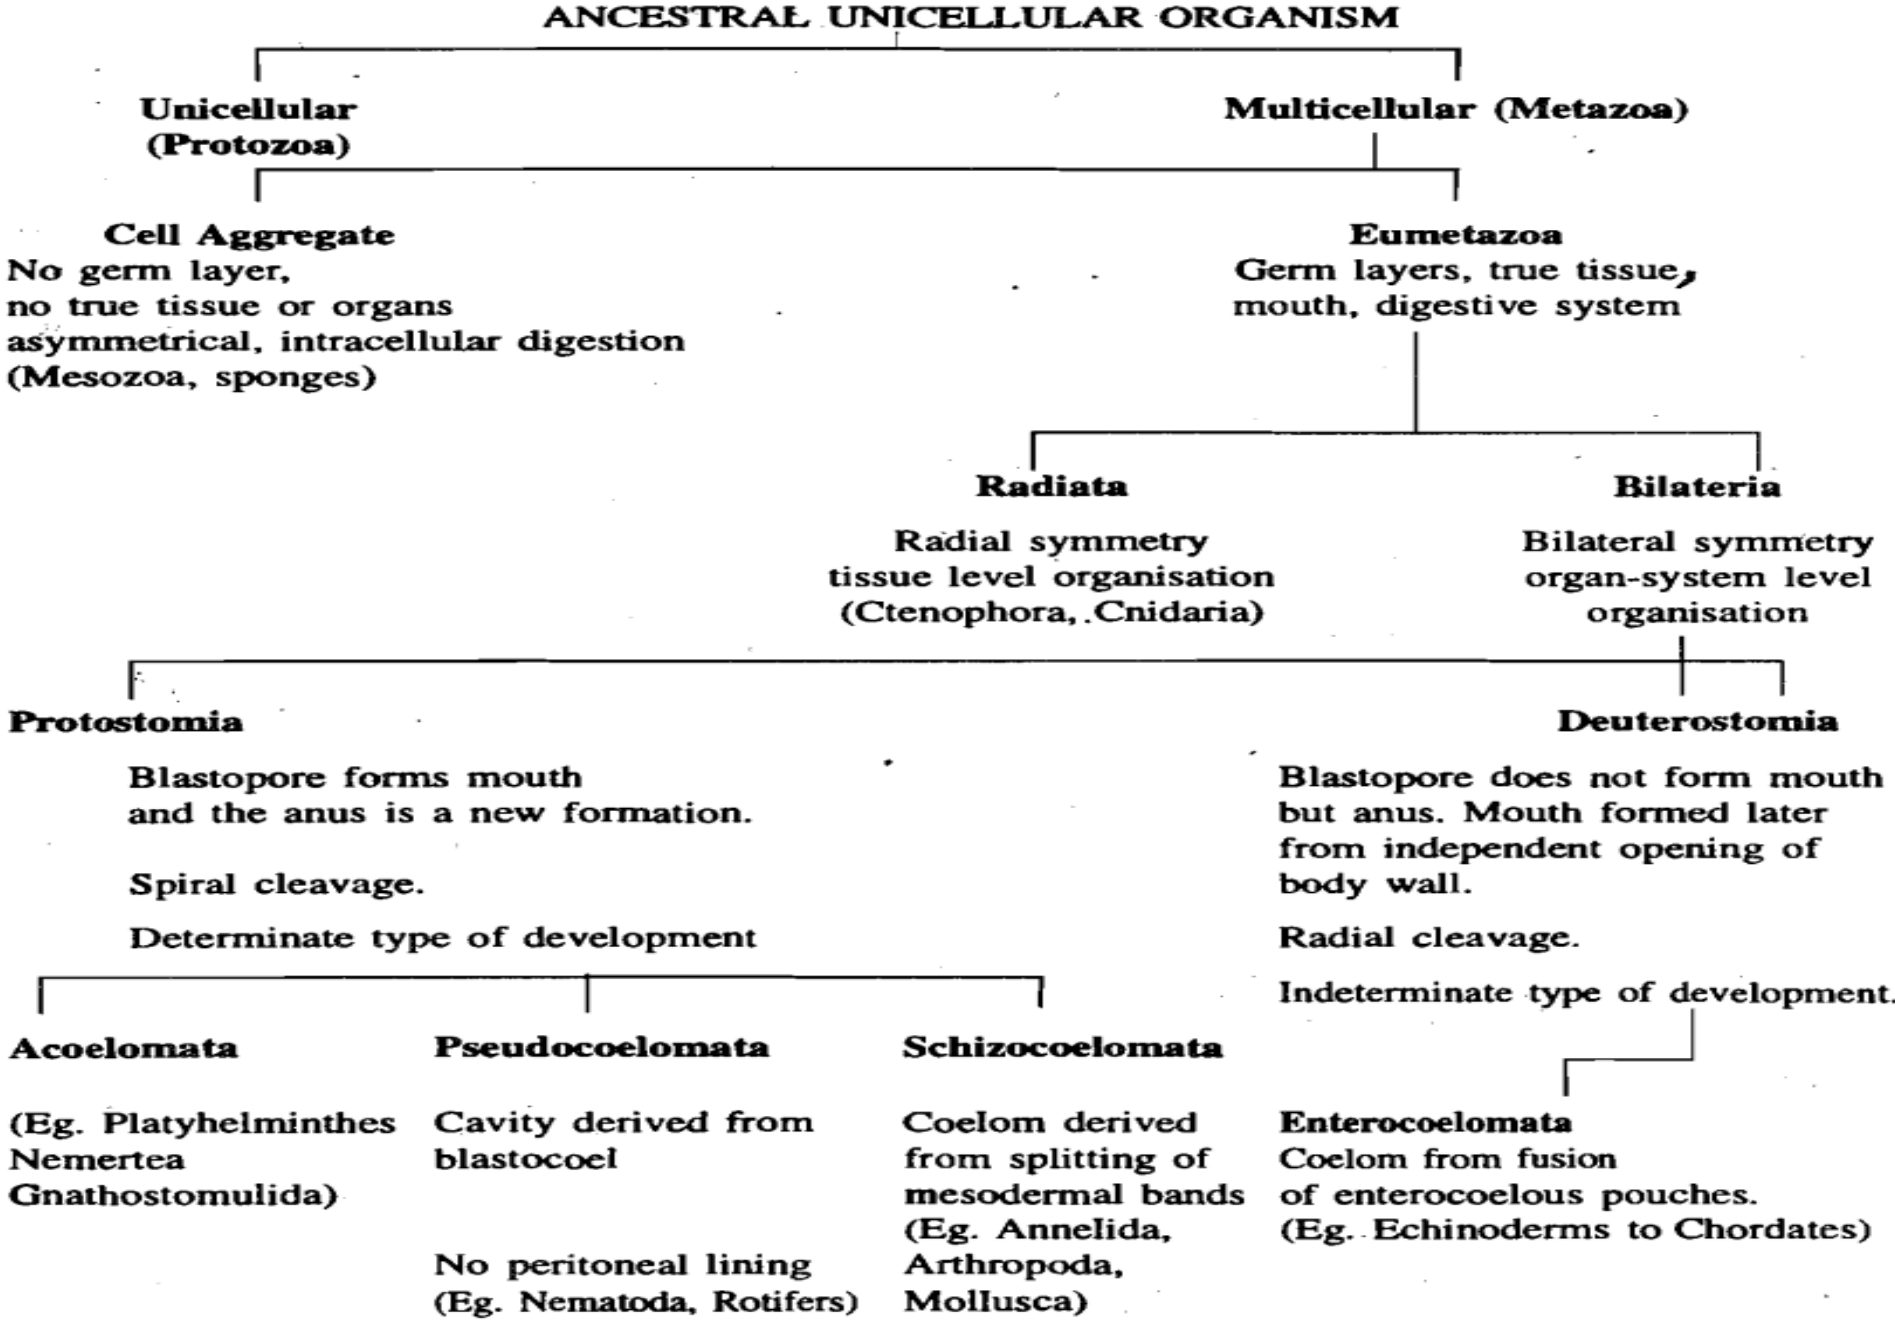 ANCESTRAL UNICELLULAR ORGANISM
Unicellular
(Protozoa)
Multicellular (Metazoa)
Cell Aggregate
No germ layer,
no true tissue or organs
asymmetrical, intracellular digestion
(Mesozoa, sponges)
Eumetazoa
Germ layers, true tissue,
mouth, digestive system
Radiata
Radial symmetry
tissue level organisation
(Ctenophora, Cnidaria)
Bilateria
Bilateral symmetry
organ-system level
organisation
Protostomia
Blastopore forms mouth
and the anus is a new formation.
Spiral cleavage.
Determinate type of development
Deuterostomia
Blastopore does not form mouth
but anus. Mouth formed later
from independent opening of
body wall.
Radial cleavage.
Indeterminate type of development.
Acoelomata
(Eg. Platyhelminthes
Nemertea
Gnathostomulida)
Pseudocoelomata
Cavity derived from
blastocoel
No peritoneal lining
(Eg. Nematoda, Rotifers)
Schizocoelomata
Coelom derived
from splitting of
mesodermal bands
(Eg. Annelida,
Arthropoda,
Mollusca)
Enterocoelomata
Coelom from fusion
of enterocoelous pouches.
(Eg. Echinoderms to Chordates)